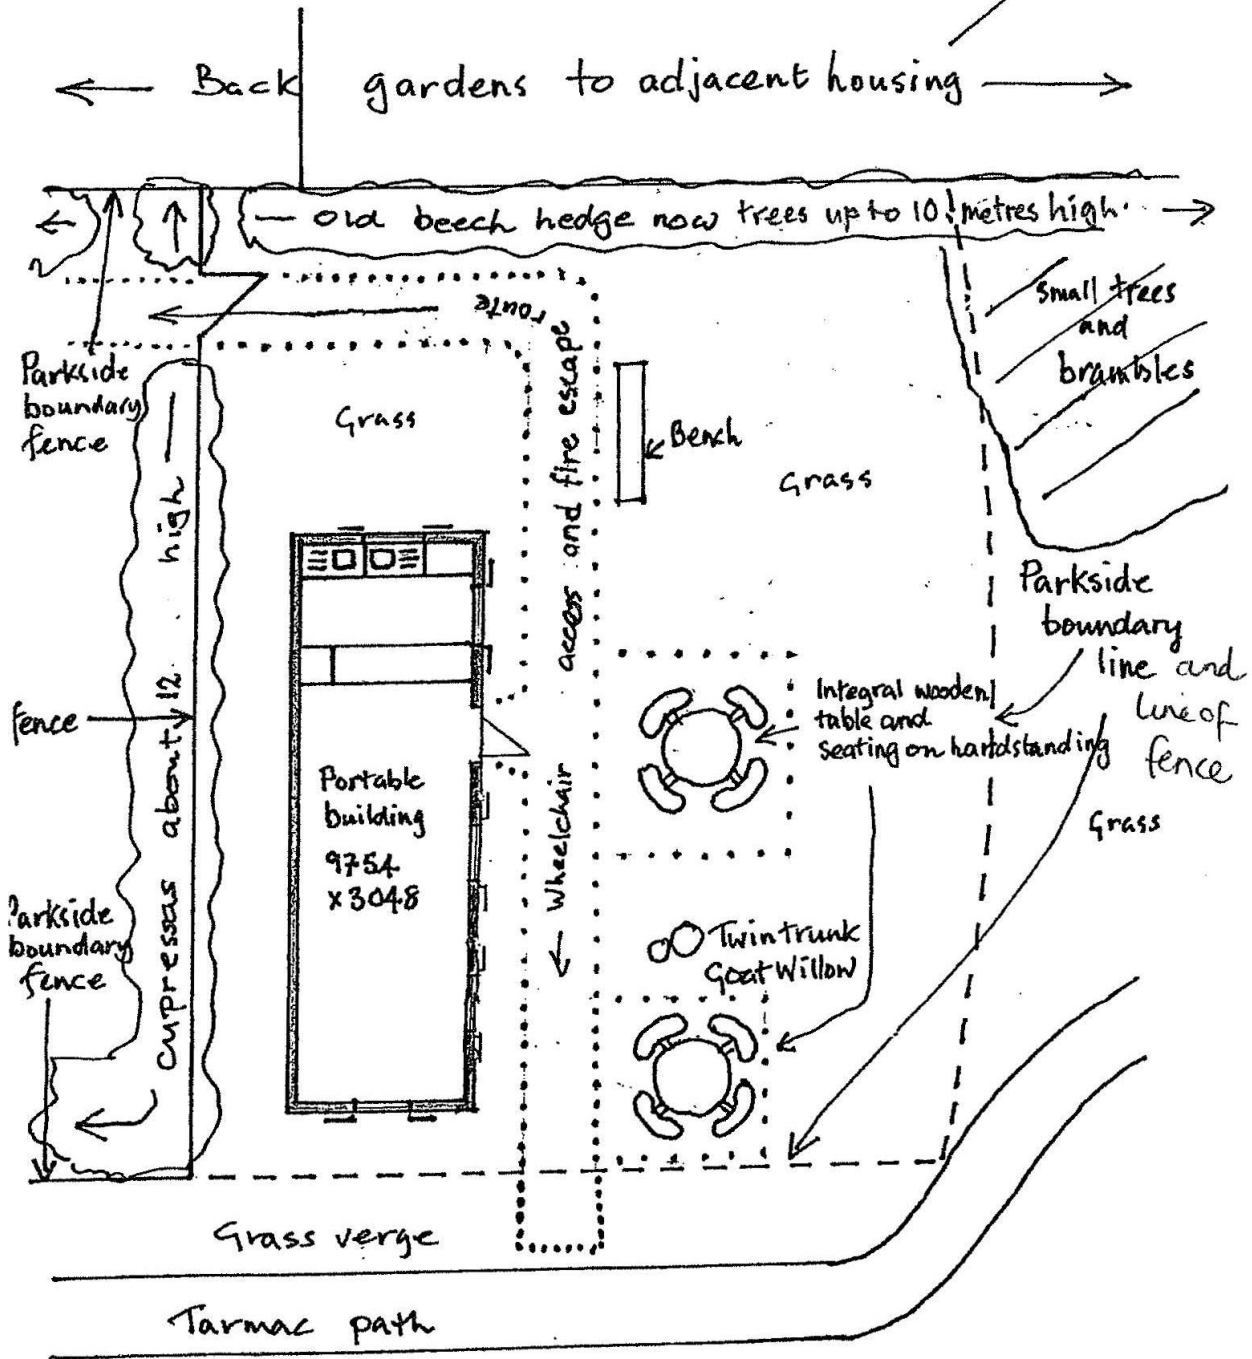 ← Back gardens to adjacent housing →
— old beech hedge now trees up to 10! metres high. →
small trees
and
brambles
route
Parkside
boundary
fence
Grass
Bench
Grass
Wheelchair access and fire escape
cupressas about 12. high
Parkside
boundary
line and
line of
fence
fence
Integral wooden
table and
seating on hardstanding
Portable
building
9754
x 3048
Grass
Parkside
boundary
fence
Twin trunk
Goat Willow
Grass verge
Tarmac path